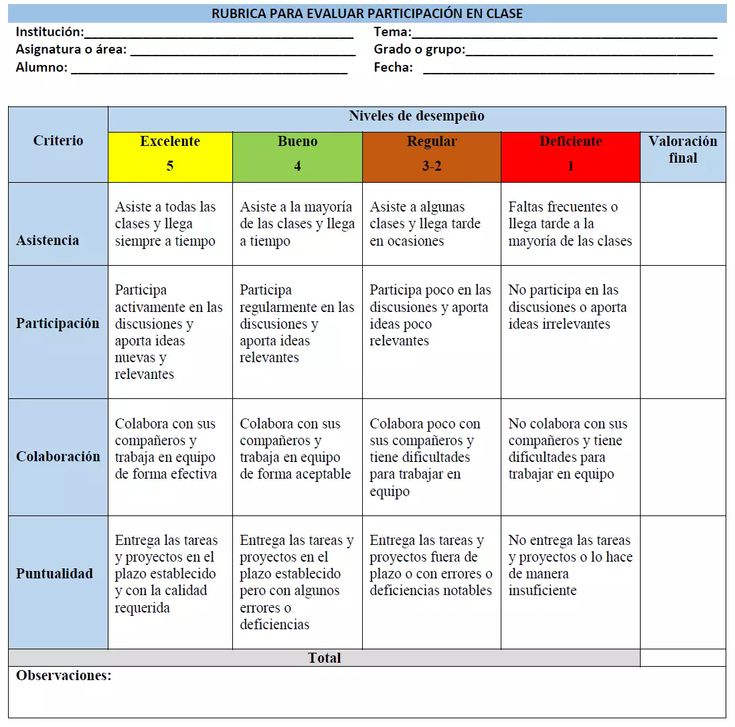 RUBRICA PARA EVALUAR PARTICIPACIÓN EN CLASE
Institución:
Tema:
Asignatura o área:
Grado o grupo:
Alumno:
Fecha:
Criterio
Niveles de desempeño
Excelente
5
Bueno
4
Regular
3-2
Deficiente
1
Valoración
final
Asistencia
Asiste a todas las
clases y llega
siempre a tiempo
Asiste a la mayoría
de las clases y llega
a tiempo
Asiste a algunas
clases y llega tarde
en ocasiones
Faltas frecuentes o
llega tarde a la
mayoría de las clases
Participación
Participa
activamente en las
discusiones y
aporta ideas
nuevas y
relevantes
Participa
regularmente en las
discusiones y
aporta ideas
relevantes
Participa poco en las
discusiones y aporta
ideas poco
relevantes
No participa en las
discusiones o aporta
ideas irrelevantes
Colaboración
Colabora con sus
compañeros y
trabaja en equipo
de forma efectiva
Colabora con sus
compañeros y
trabaja en equipo
de forma aceptable
Colabora poco con
sus compañeros y
tiene dificultades
para trabajar en
equipo
No colabora con sus
compañeros y tiene
dificultades para
trabajar en equipo
Puntualidad
Entrega las tareas
y proyectos en el
plazo establecido
y con la calidad
requerida
Entrega las tareas y
proyectos en el
plazo establecido
pero con algunos
errores o
deficiencias
Entrega las tareas y
proyectos fuera de
plazo o con errores o
deficiencias notables
No entrega las tareas
y proyectos o lo hace
de manera
insuficiente
Total
Observaciones: